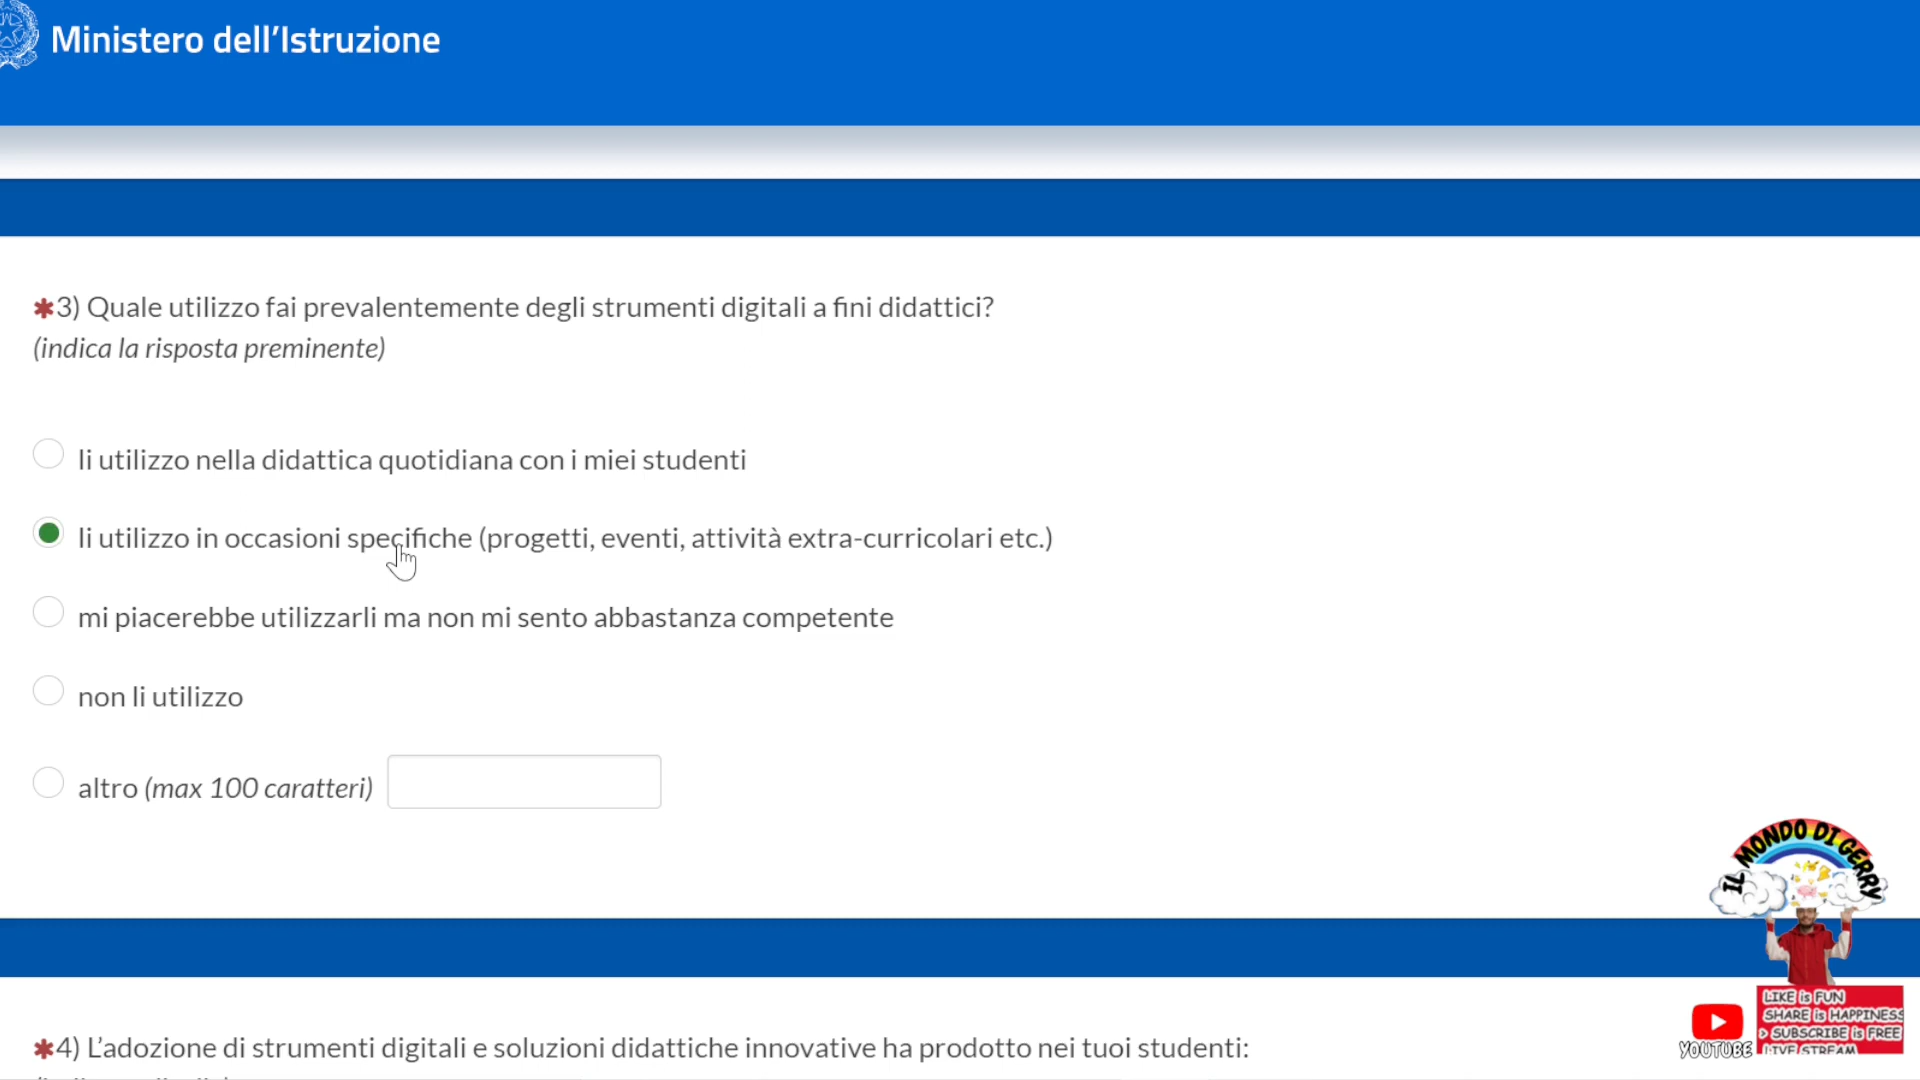 Ministero dell'Istruzione
✱3) Quale utilizzo fai prevalentemente degli strumenti digitali a fini didattici?
(indica la risposta preminente)
li utilizzo nella didattica quotidiana con i miei studenti
li utilizzo in occasioni specifiche (progetti, eventi, attività extra-curricolari etc.)
mi piacerebbe utilizzarli ma non mi sento abbastanza competente
non li utilizzo
altro (max 100 caratteri)
IL MONDO DI GERRY
LIKE is FUN
SHARE is HAPPINESS
> SUBSCRIBE is FREE
LIVE STREAM
YOUTUBE
✱4) L'adozione di strumenti digitali e soluzioni didattiche innovative ha prodotto nei tuoi studenti: